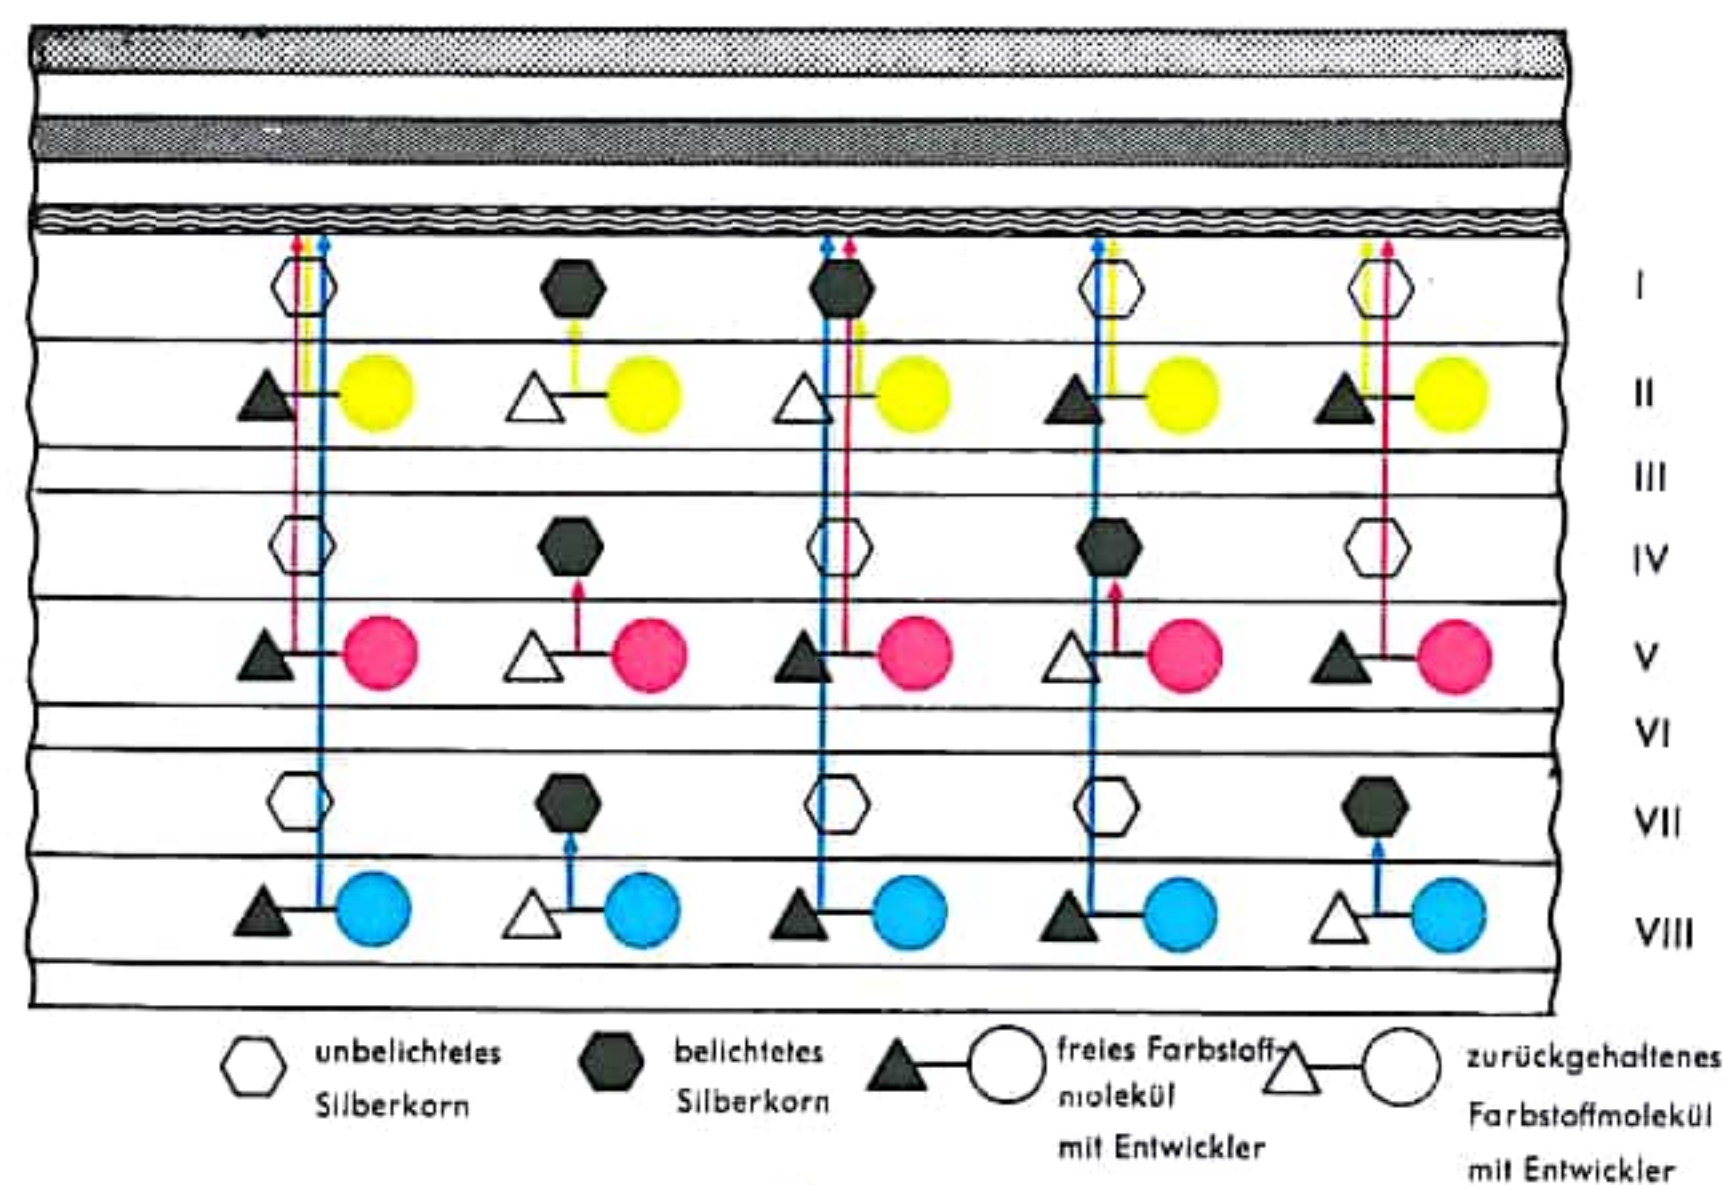 I
II
III
IV
V
VI
VII
VIII
unbelichtetes
Silberkorn
belichtetes
Silberkorn
freies Farbstoff-
molekül
mit Entwickler
zurückgehaltenes
Farbstoffmolekül
mit Entwickler